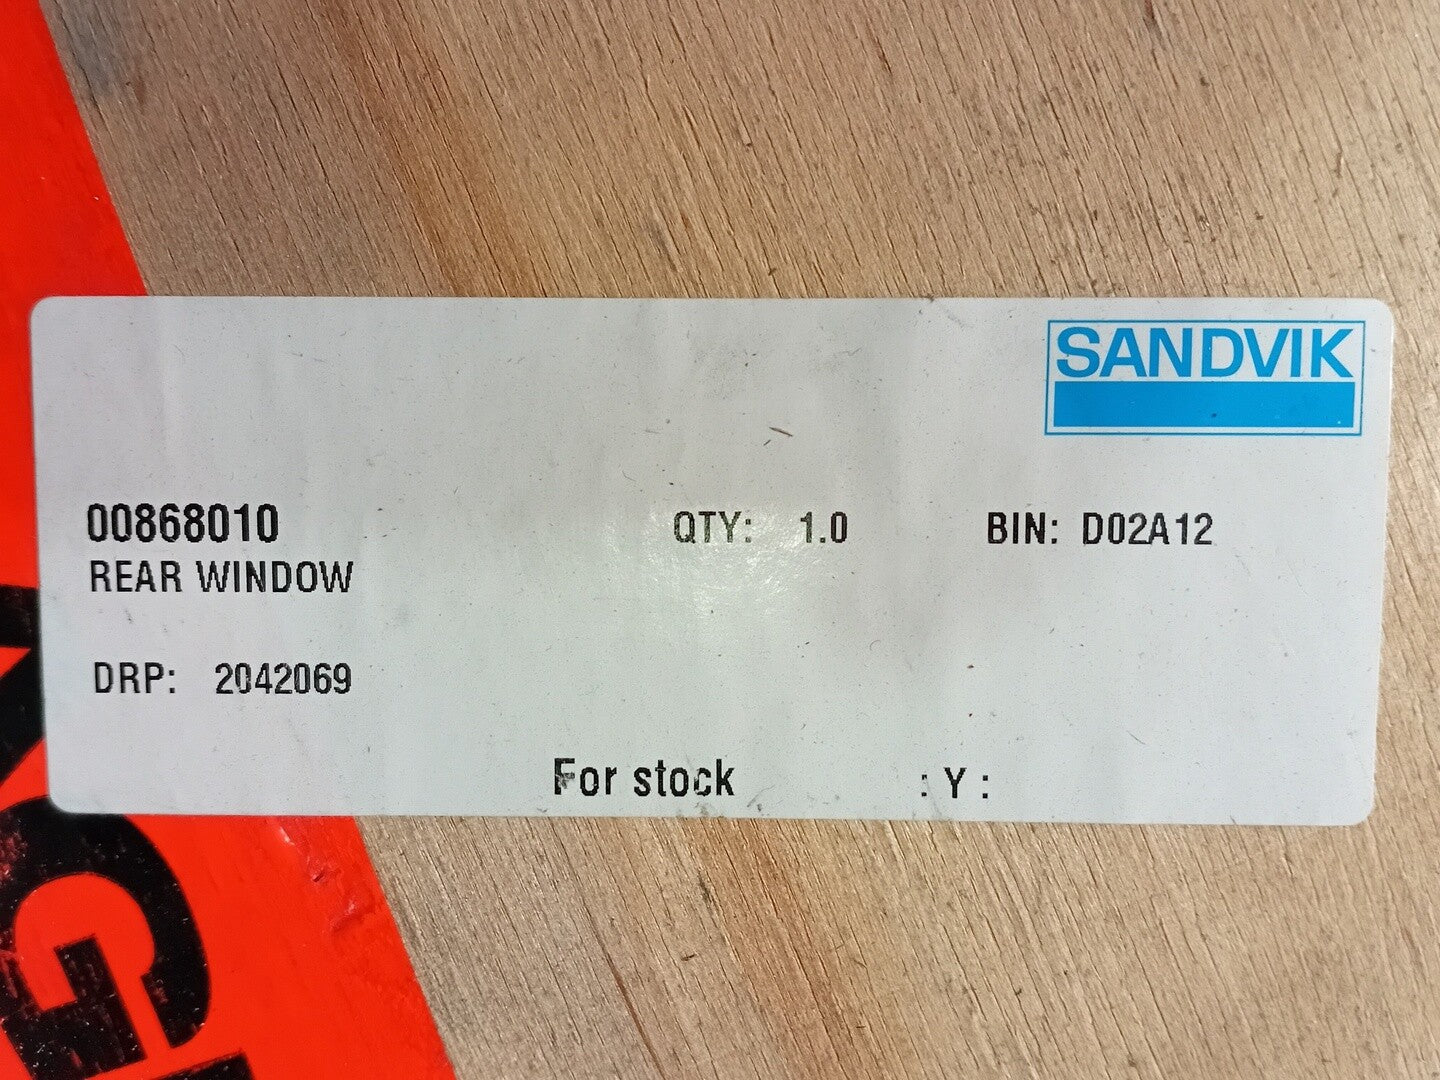 SANDVIK
00868010 QTY: 1.0 BIN: D02A12
REAR WINDOW
DRP: 2042069
For stock : Y :